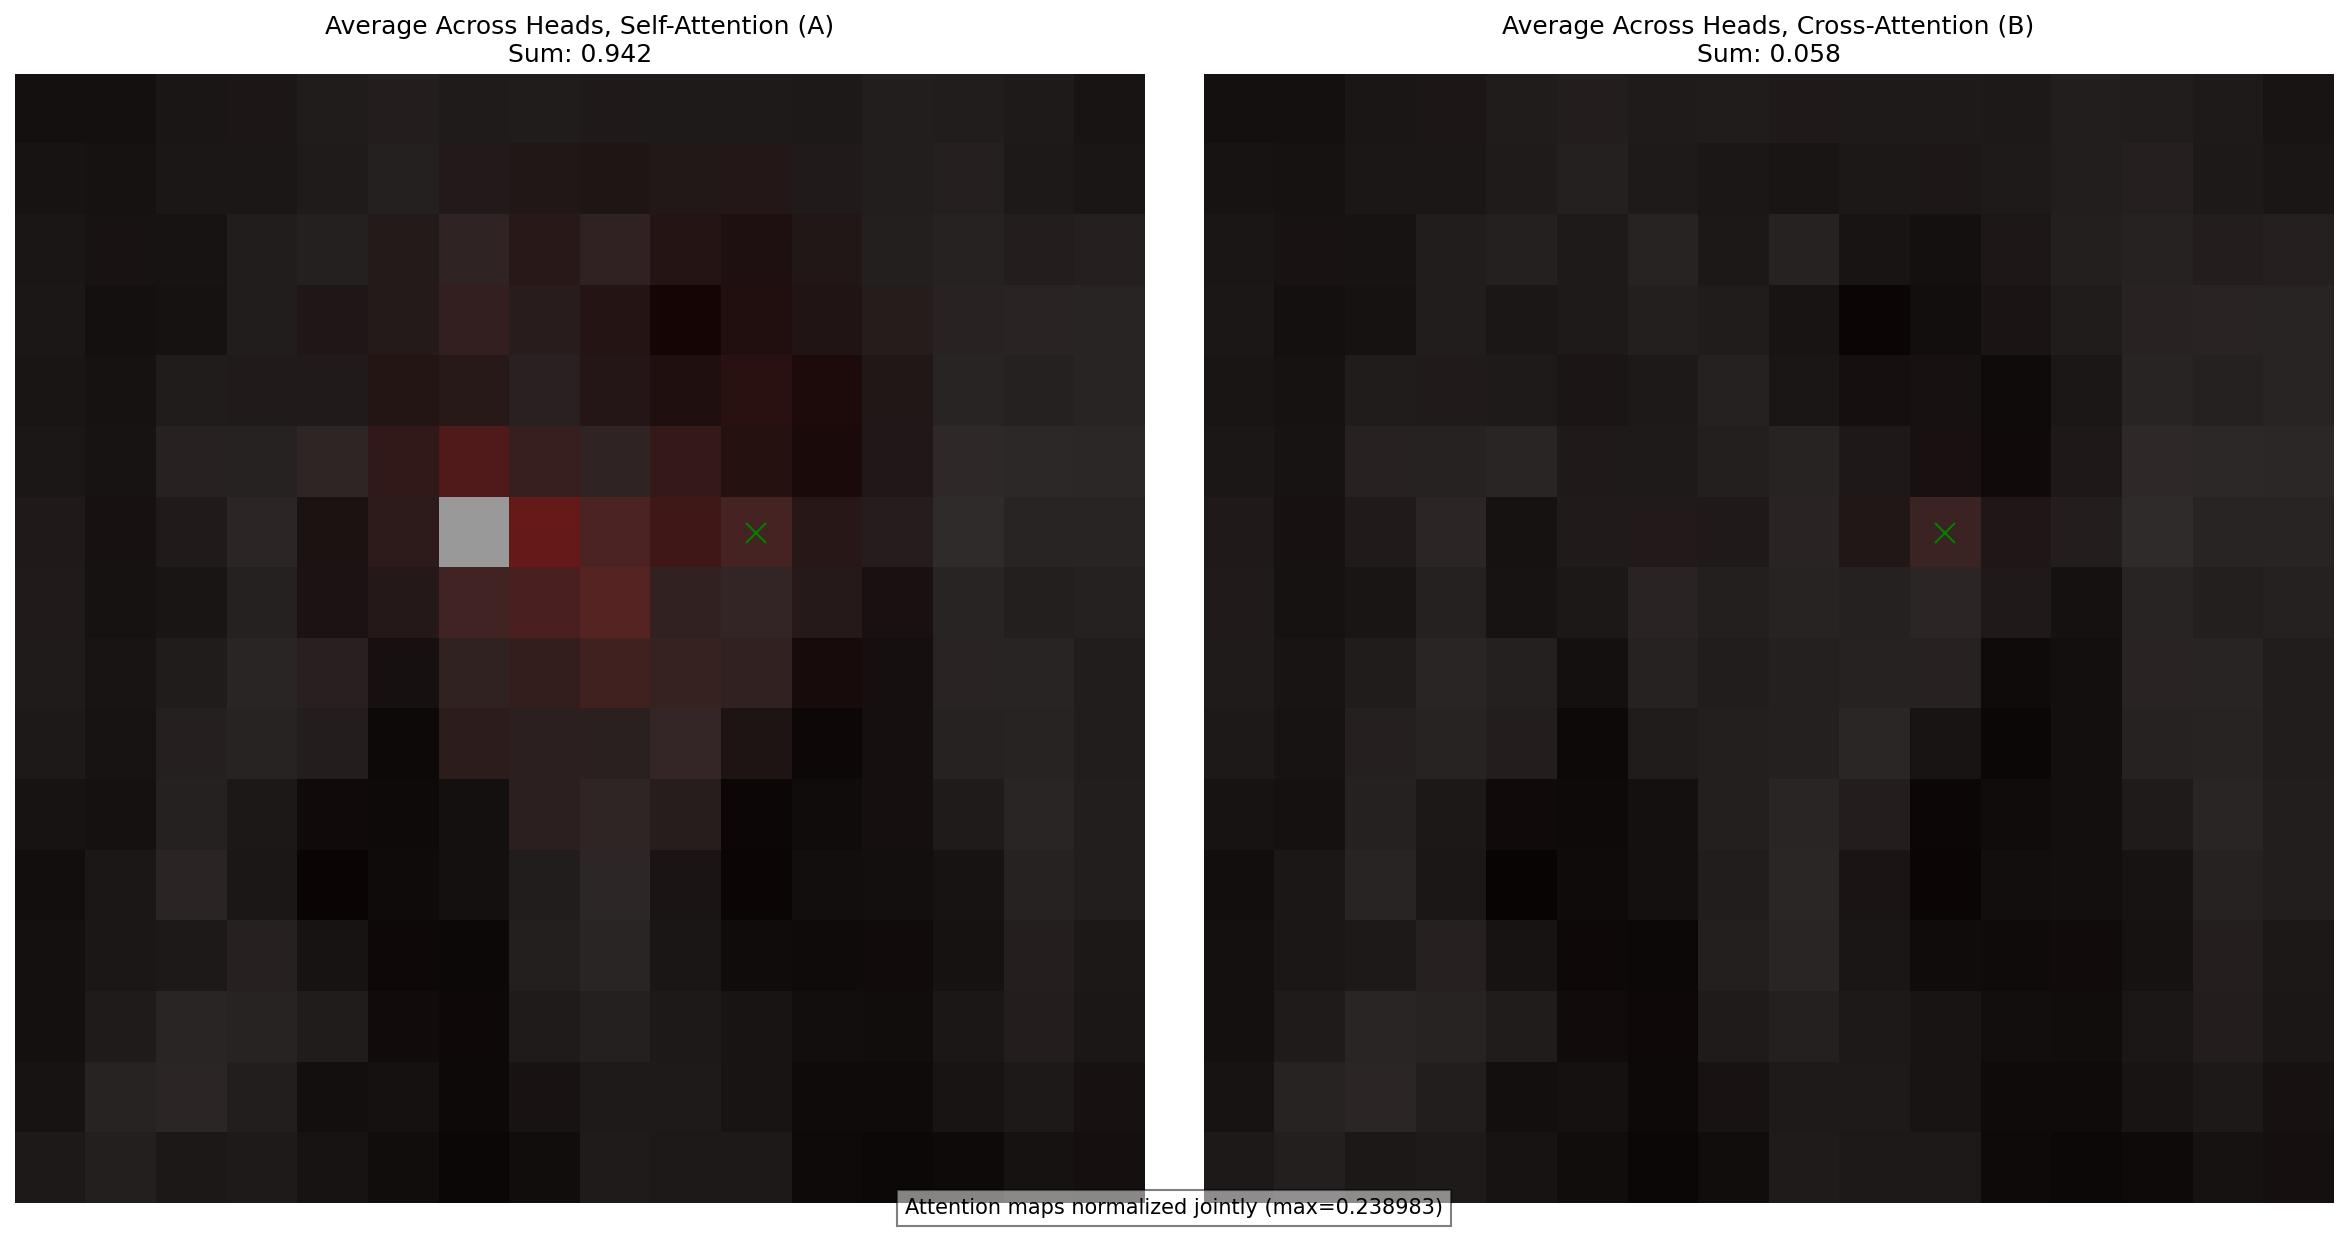 Average Across Heads, Self-Attention (A)
Sum: 0.942
Average Across Heads, Cross-Attention (B)
Sum: 0.058
Attention maps normalized jointly (max=0.238983)